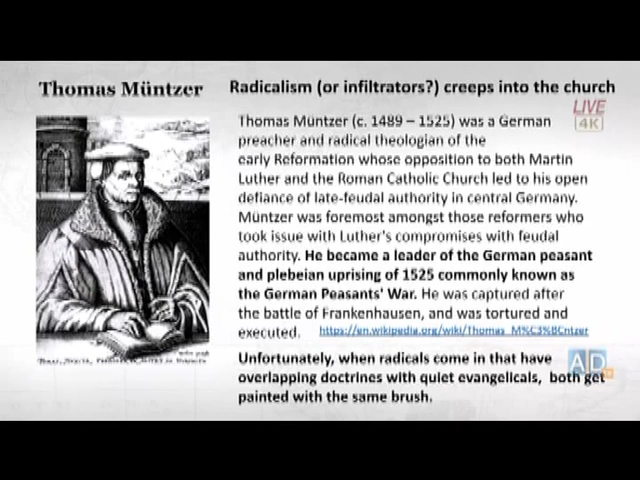 Thomas Müntzer
Radicalism (or infiltrators?) creeps into the church
LIVE
4K
Thomas Müntzer (c. 1489 – 1525) was a German
preacher and radical theologian of the
early Reformation whose opposition to both Martin
Luther and the Roman Catholic Church led to his open
defiance of late-feudal authority in central Germany.
Müntzer was foremost amongst those reformers who
took issue with Luther's compromises with feudal
authority. He became a leader of the German peasant
and plebeian uprising of 1525 commonly known as
the German Peasants' War. He was captured after
the battle of Frankenhausen, and was tortured and
executed. https://en.wikipedia.org/wiki/Thomas_M%C3%BCntzer
Unfortunately, when radicals come in that have
overlapping doctrines with quiet evangelicals, both get
painted with the same brush.
AD